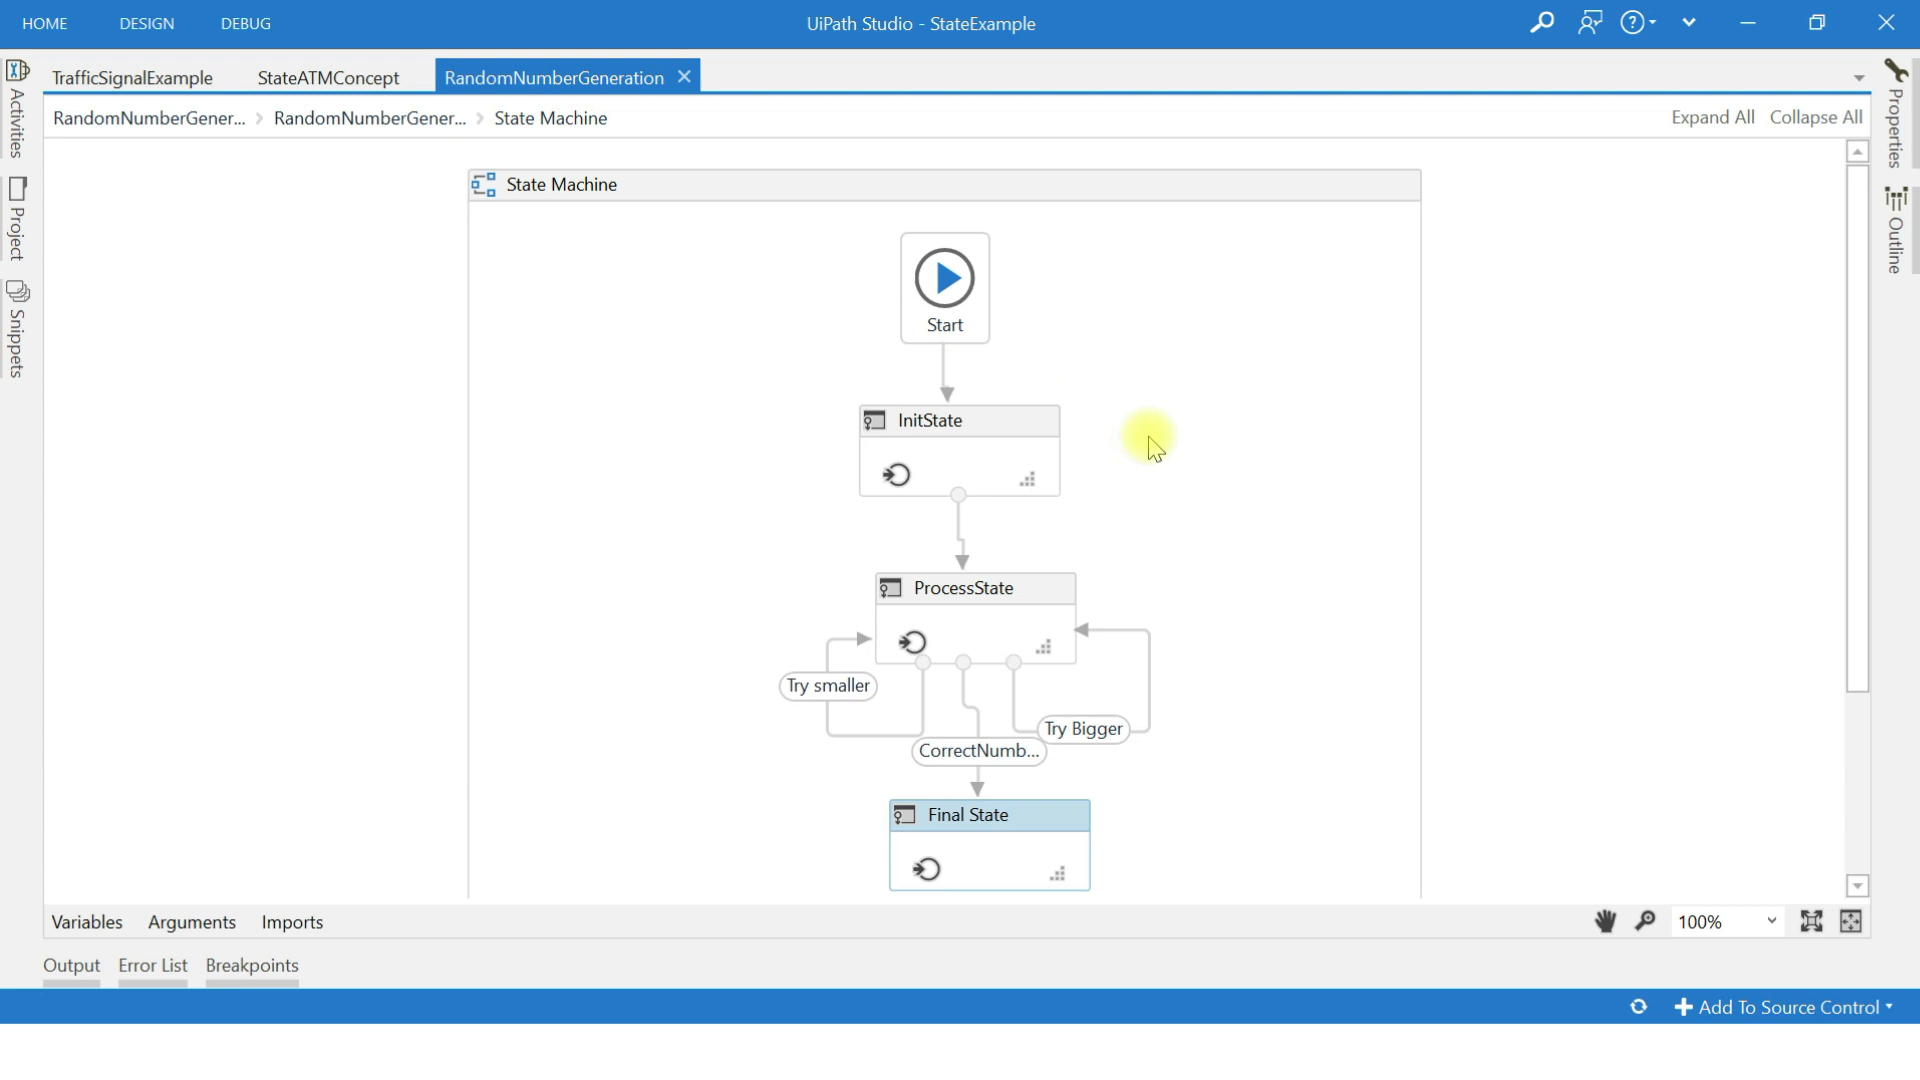 HOME DESIGN DEBUG UiPath Studio - StateExample
TrafficSignalExample StateATMConcept RandomNumberGeneration
RandomNumberGener... RandomNumberGener... State Machine Expand All Collapse All
Activities
Project
Snippets
Properties
Outline
State Machine
Start
InitState
ProcessState
Try smaller
Try Bigger
CorrectNumb...
Final State
Variables Arguments Imports 100%
Output Error List Breakpoints
Add To Source Control